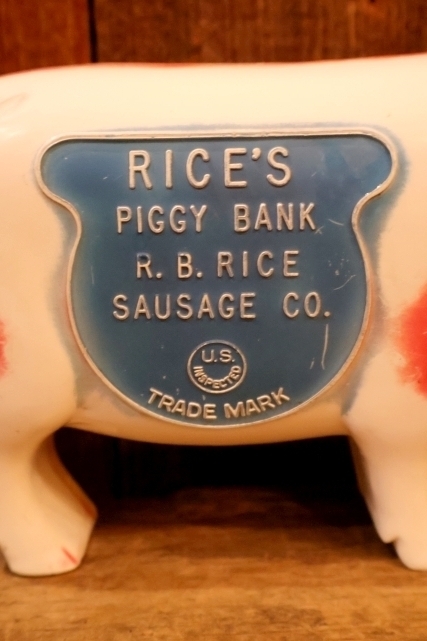 RICE'S
PIGGY BANK
R. B. RICE
SAUSAGE CO.
U.S.
INSPECTED
TRADE MARK